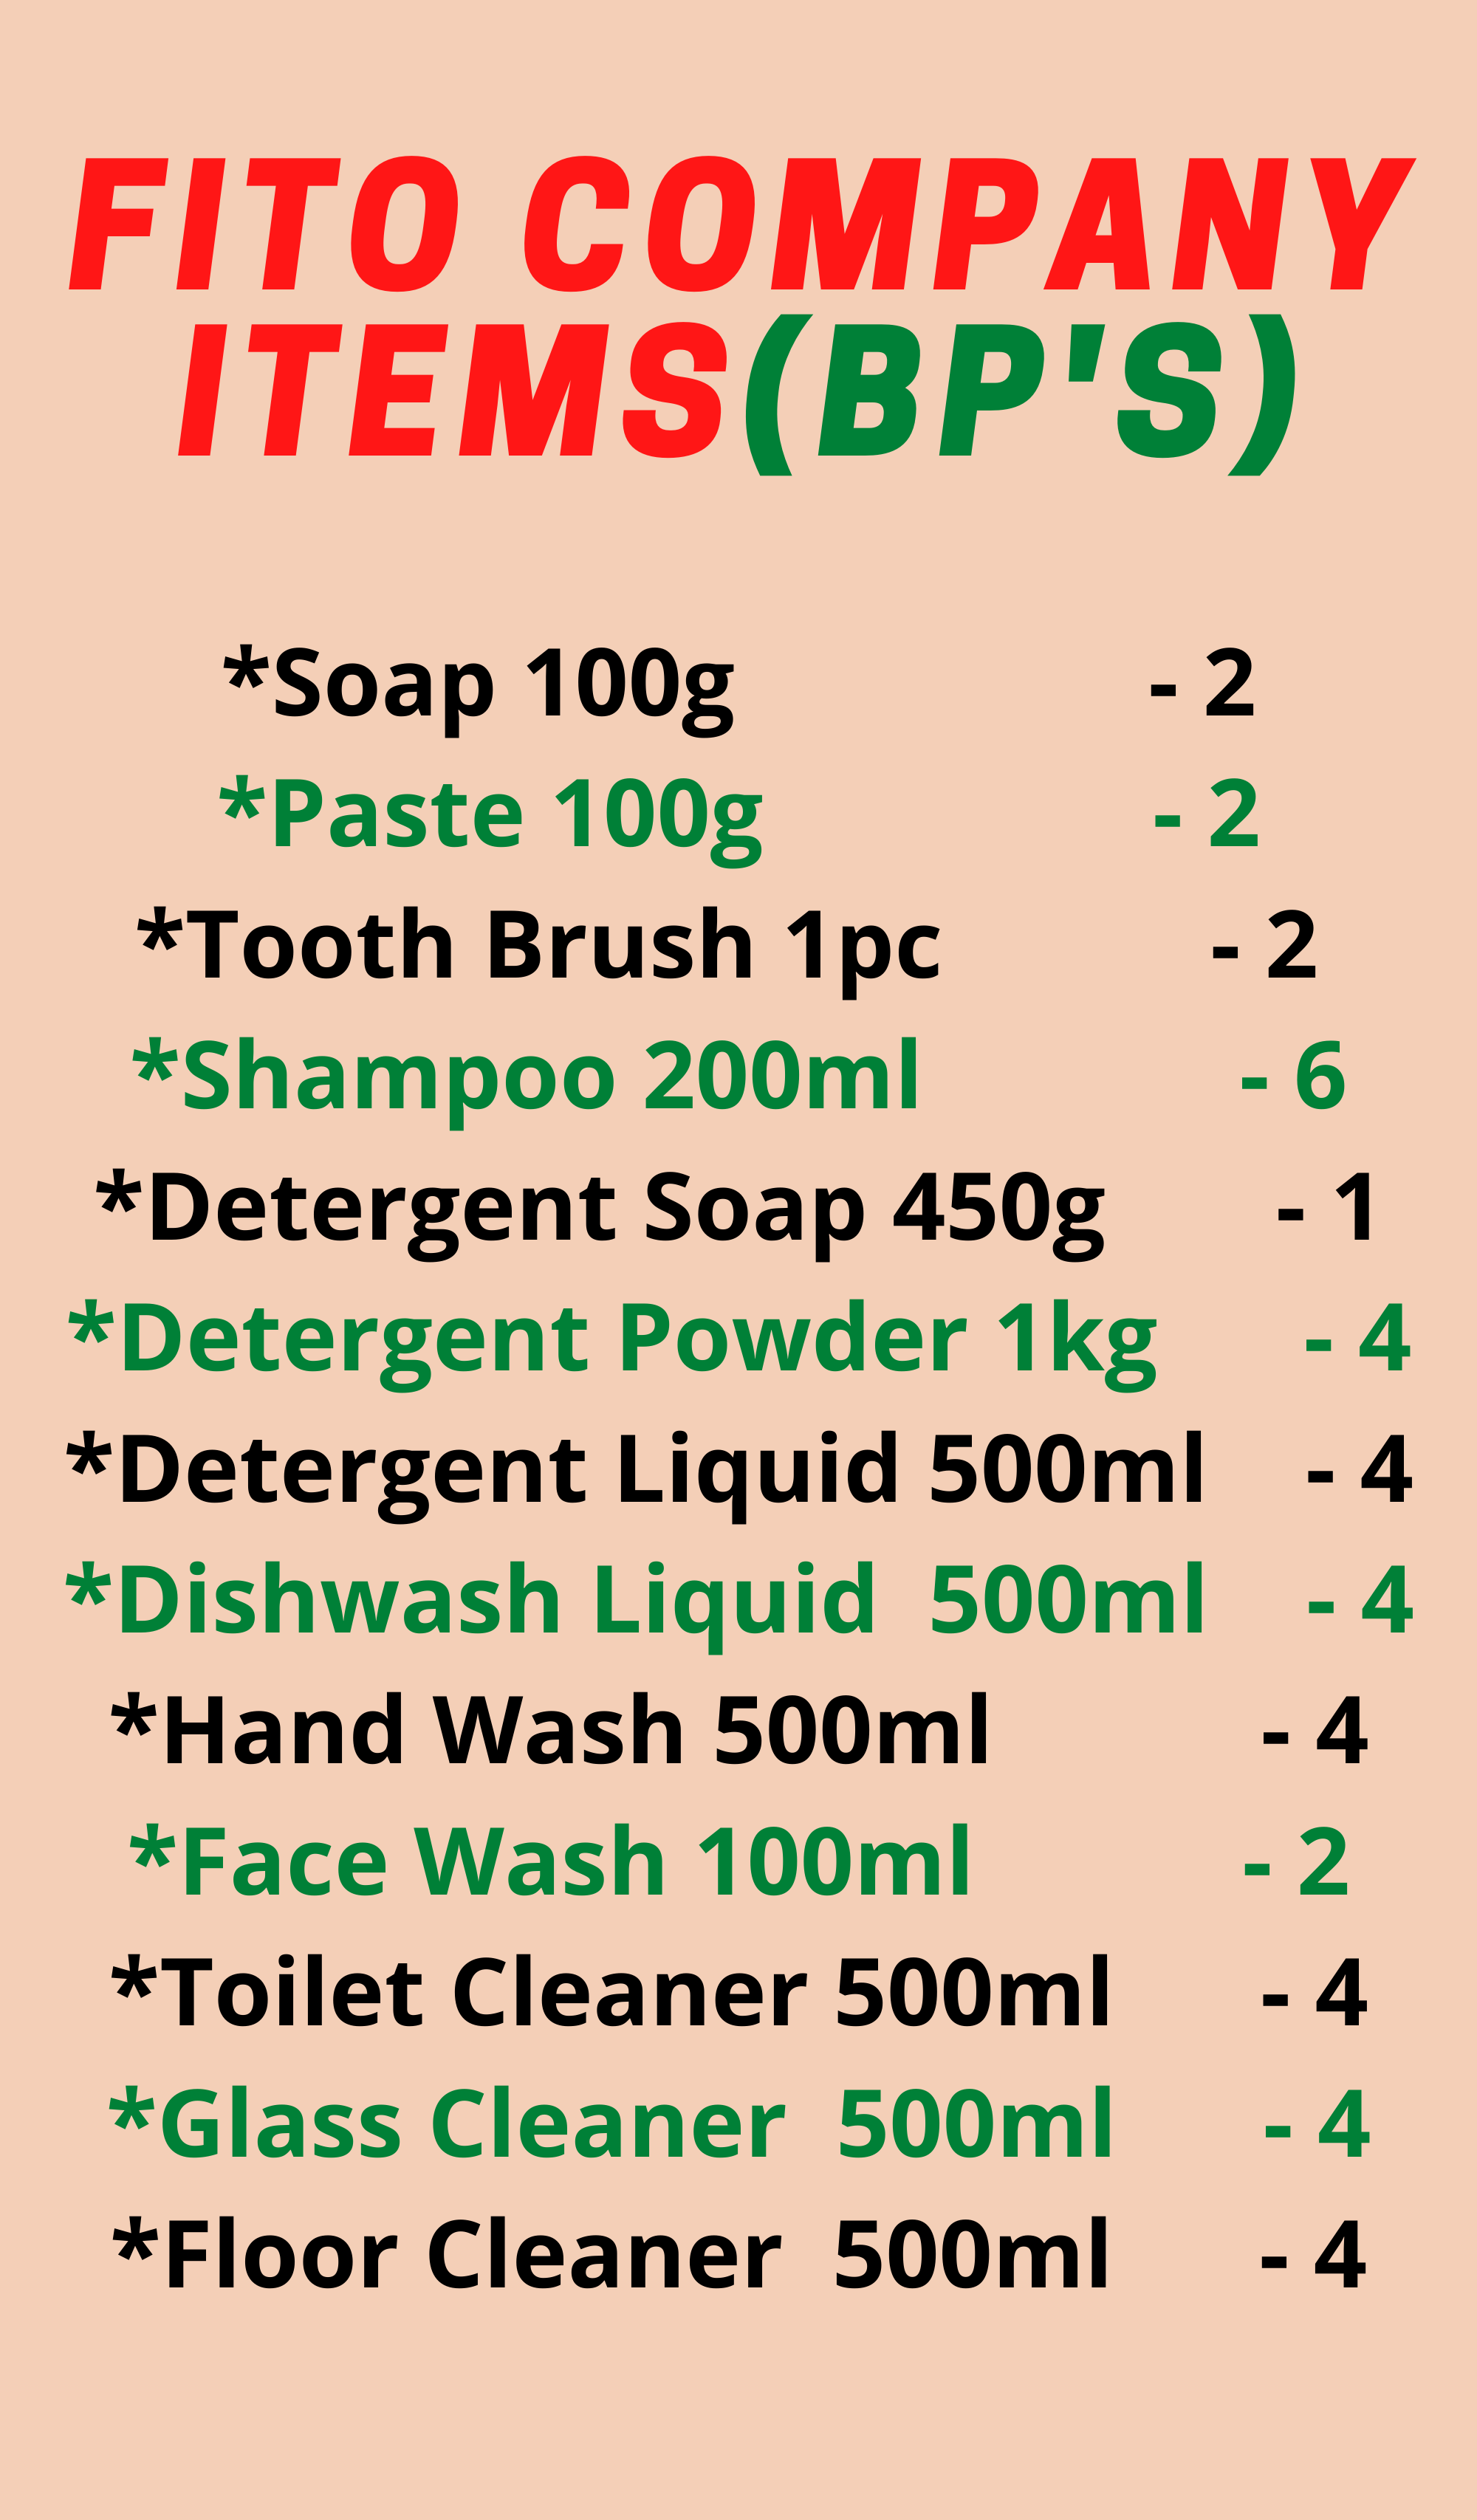 FITO COMPANY
ITEMS(BP'S)
*Soap 100g - 2
*Paste 100g - 2
*Tooth Brush 1pc - 2
*Shampoo 200ml - 6
*Detergent Soap 450g - 1
*Detergent Powder 1kg - 4
*Detergent Liquid 500ml - 4
*Dishwash Liquid 500ml - 4
*Hand Wash 500ml - 4
*Face Wash 100ml - 2
*Toilet Cleaner 500ml - 4
*Glass Cleaner 500ml - 4
*Floor Cleaner 500ml - 4